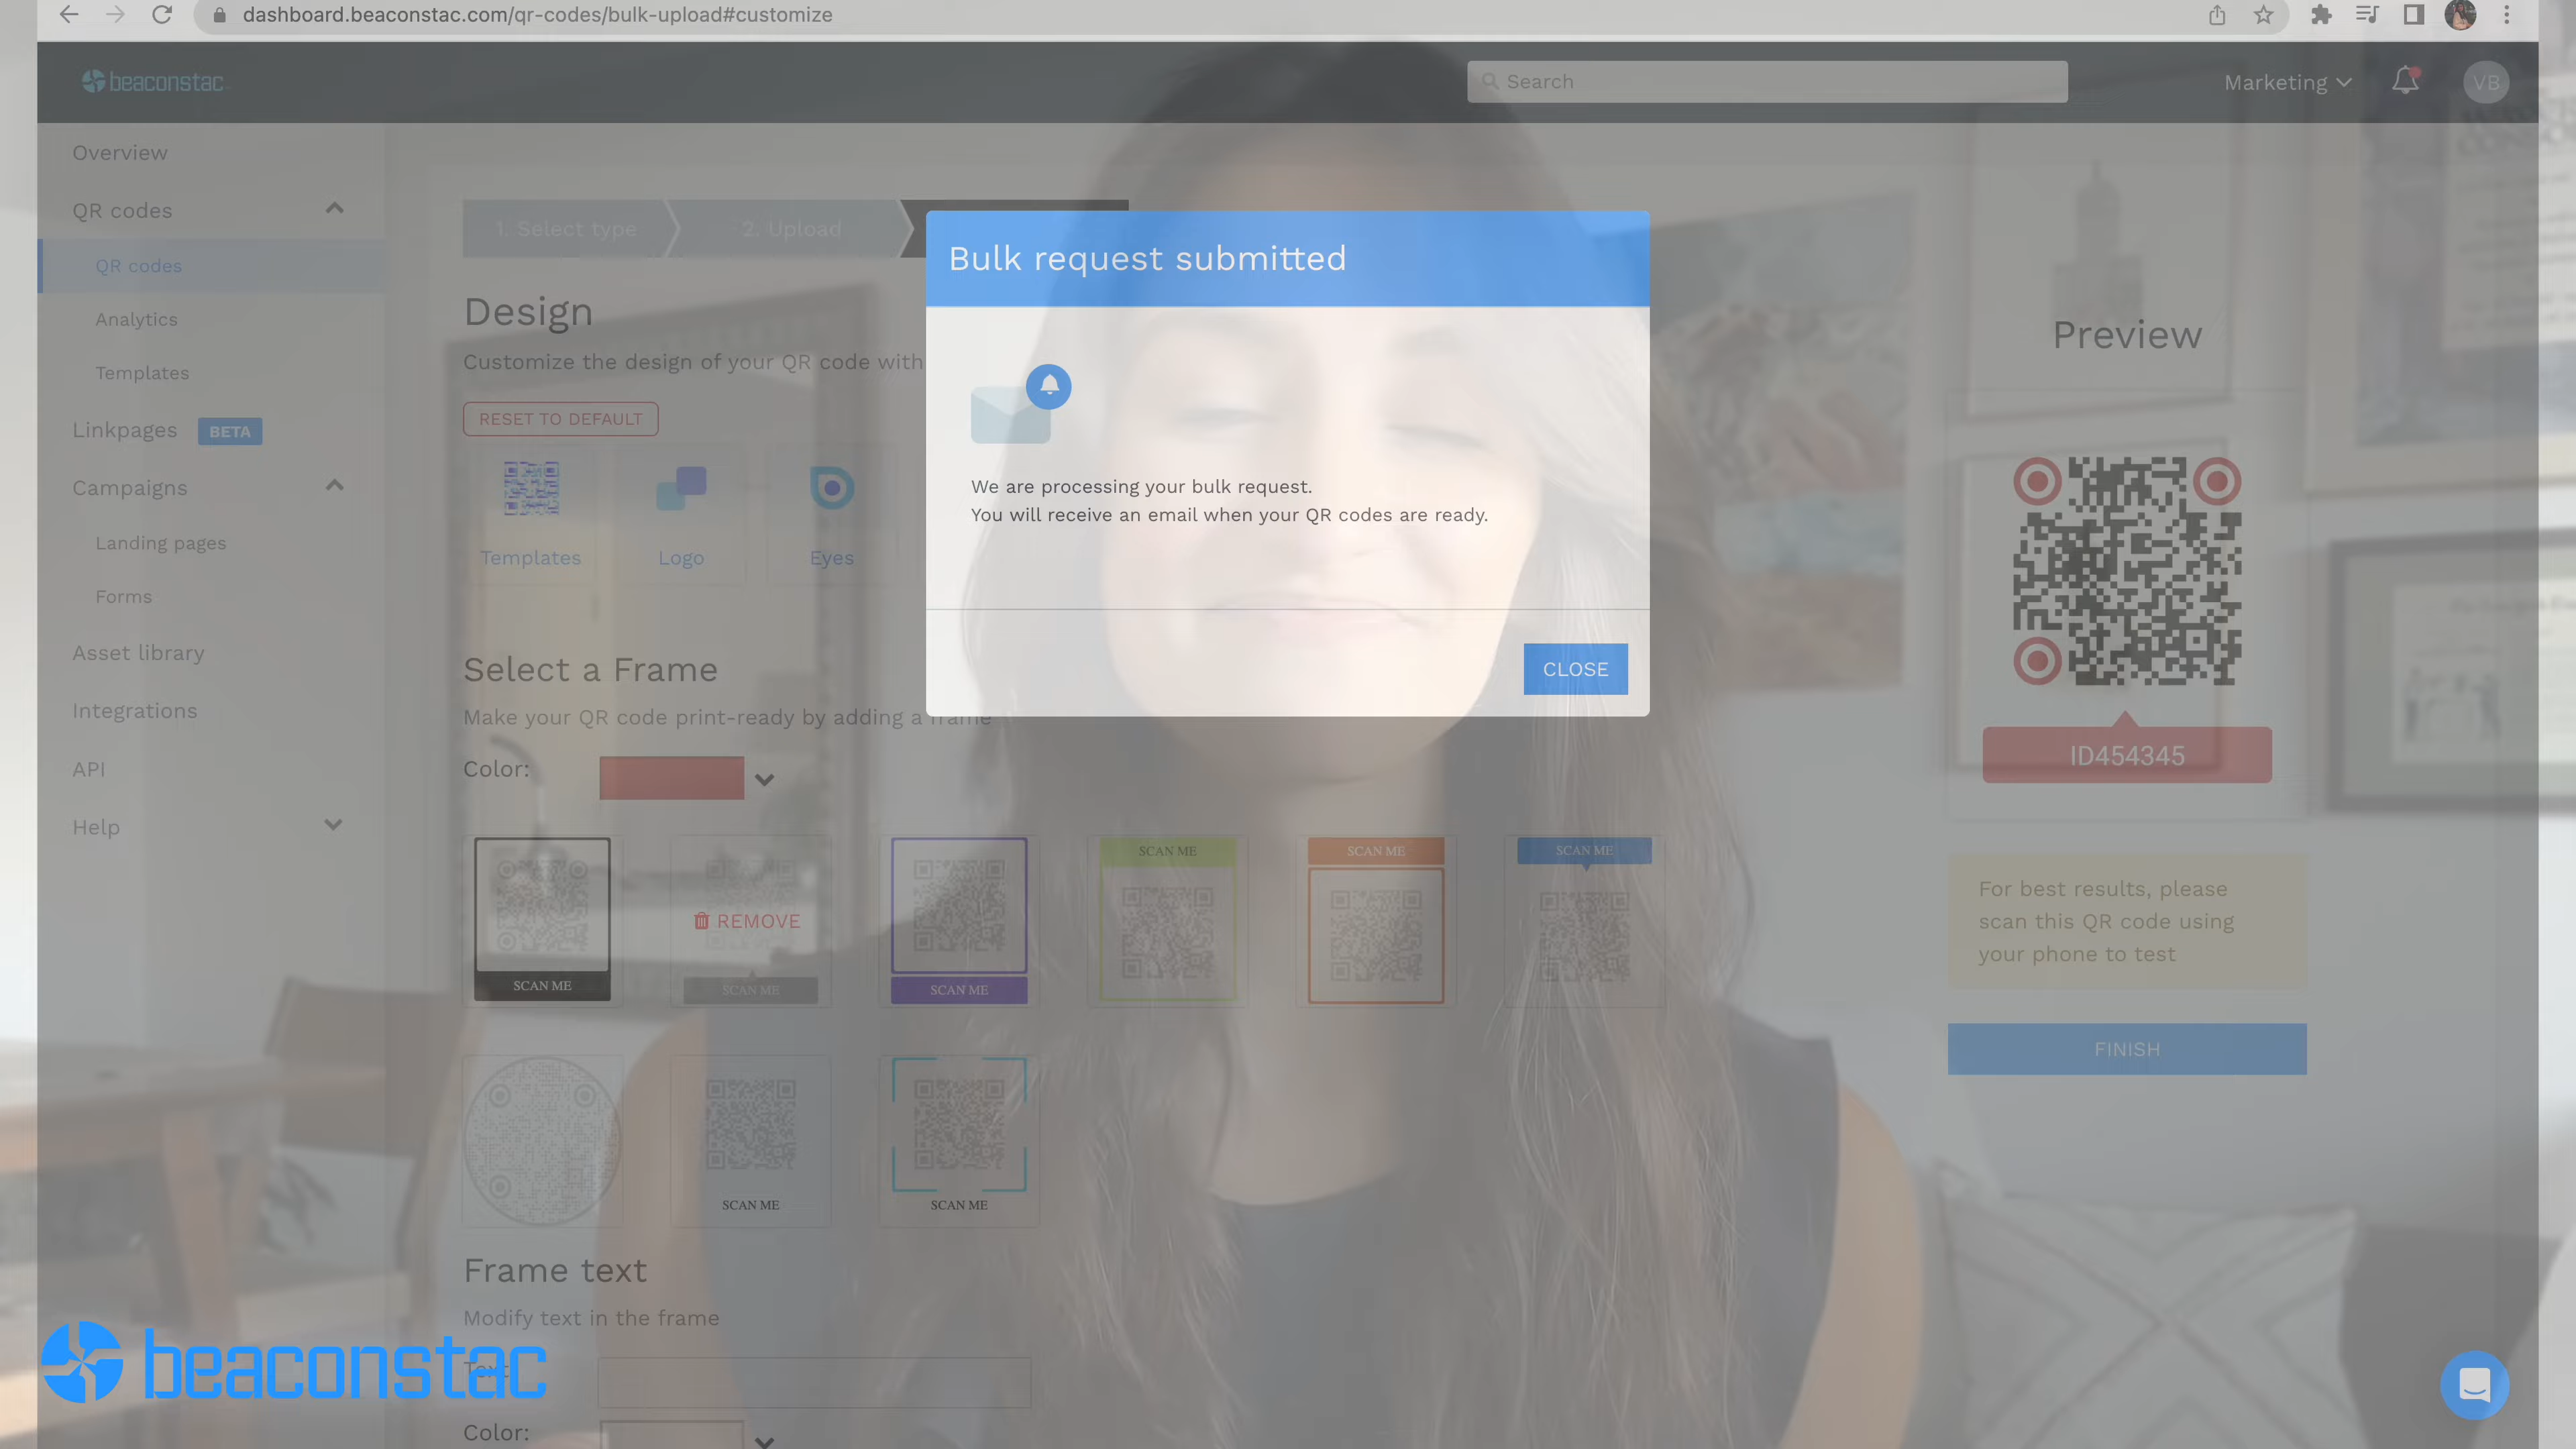 dashboard.beaconstac.com/qr-codes/bulk-upload#customize
beaconstac
Search
Marketing
VB
Overview
QR codes
QR codes
Analytics
Templates
Linkpages BETA
Campaigns
Landing pages
Forms
Asset library
Integrations
API
Help
1. Select type
2. Upload
Design
Customize the design of your QR code with
RESET TO DEFAULT
Templates
Logo
Eyes
Bulk request submitted
We are processing your bulk request.
You will receive an email when your QR codes are ready.
CLOSE
Select a Frame
Make your QR code print-ready by adding a frame
Color:
SCAN ME
REMOVE
SCAN ME
SCAN ME
SCAN ME
SCAN ME
SCAN ME
SCAN ME
SCAN ME
Frame text
Modify text in the frame
Text:
Color:
Preview
ID454345
For best results, please
scan this QR code using
your phone to test
FINISH
beaconstac